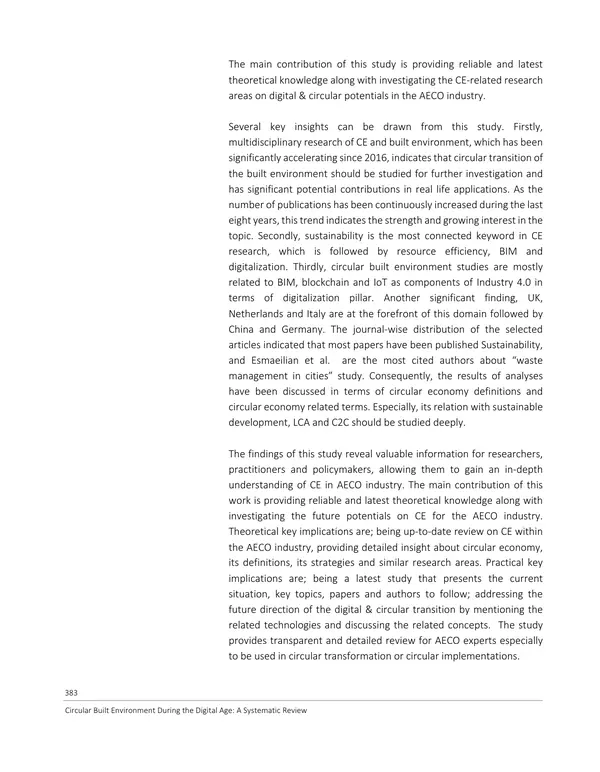 The main contribution of this study is providing reliable and latest
theoretical knowledge along with investigating the CE-related research
areas on digital & circular potentials in the AECO industry.
Several key insights can be drawn from this study. Firstly,
multidisciplinary research of CE and built environment, which has been
significantly accelerating since 2016, indicates that circular transition of
the built environment should be studied for further investigation and
has significant potential contributions in real life applications. As the
number of publications has been continuously increased during the last
eight years, this trend indicates the strength and growing interest in the
topic. Secondly, sustainability is the most connected keyword in CE
research, which is followed by resource efficiency, BIM and
digitalization. Thirdly, circular built environment studies are mostly
related to BIM, blockchain and IoT as components of Industry 4.0 in
terms of digitalization pillar. Another significant finding, UK,
Netherlands and Italy are at the forefront of this domain followed by
China and Germany. The journal-wise distribution of the selected
articles indicated that most papers have been published Sustainability,
and Esmaeilian et al. are the most cited authors about “waste
management in cities” study. Consequently, the results of analyses
have been discussed in terms of circular economy definitions and
circular economy related terms. Especially, its relation with sustainable
development, LCA and C2C should be studied deeply.
The findings of this study reveal valuable information for researchers,
practitioners and policymakers, allowing them to gain an in-depth
understanding of CE in AECO industry. The main contribution of this
work is providing reliable and latest theoretical knowledge along with
investigating the future potentials on CE for the AECO industry.
Theoretical key implications are; being up-to-date review on CE within
the AECO industry, providing detailed insight about circular economy,
its definitions, its strategies and similar research areas. Practical key
implications are; being a latest study that presents the current
situation, key topics, papers and authors to follow; addressing the
future direction of the digital & circular transition by mentioning the
related technologies and discussing the related concepts. The study
provides transparent and detailed review for AECO experts especially
to be used in circular transformation or circular implementations.
383
Circular Built Environment During the Digital Age: A Systematic Review